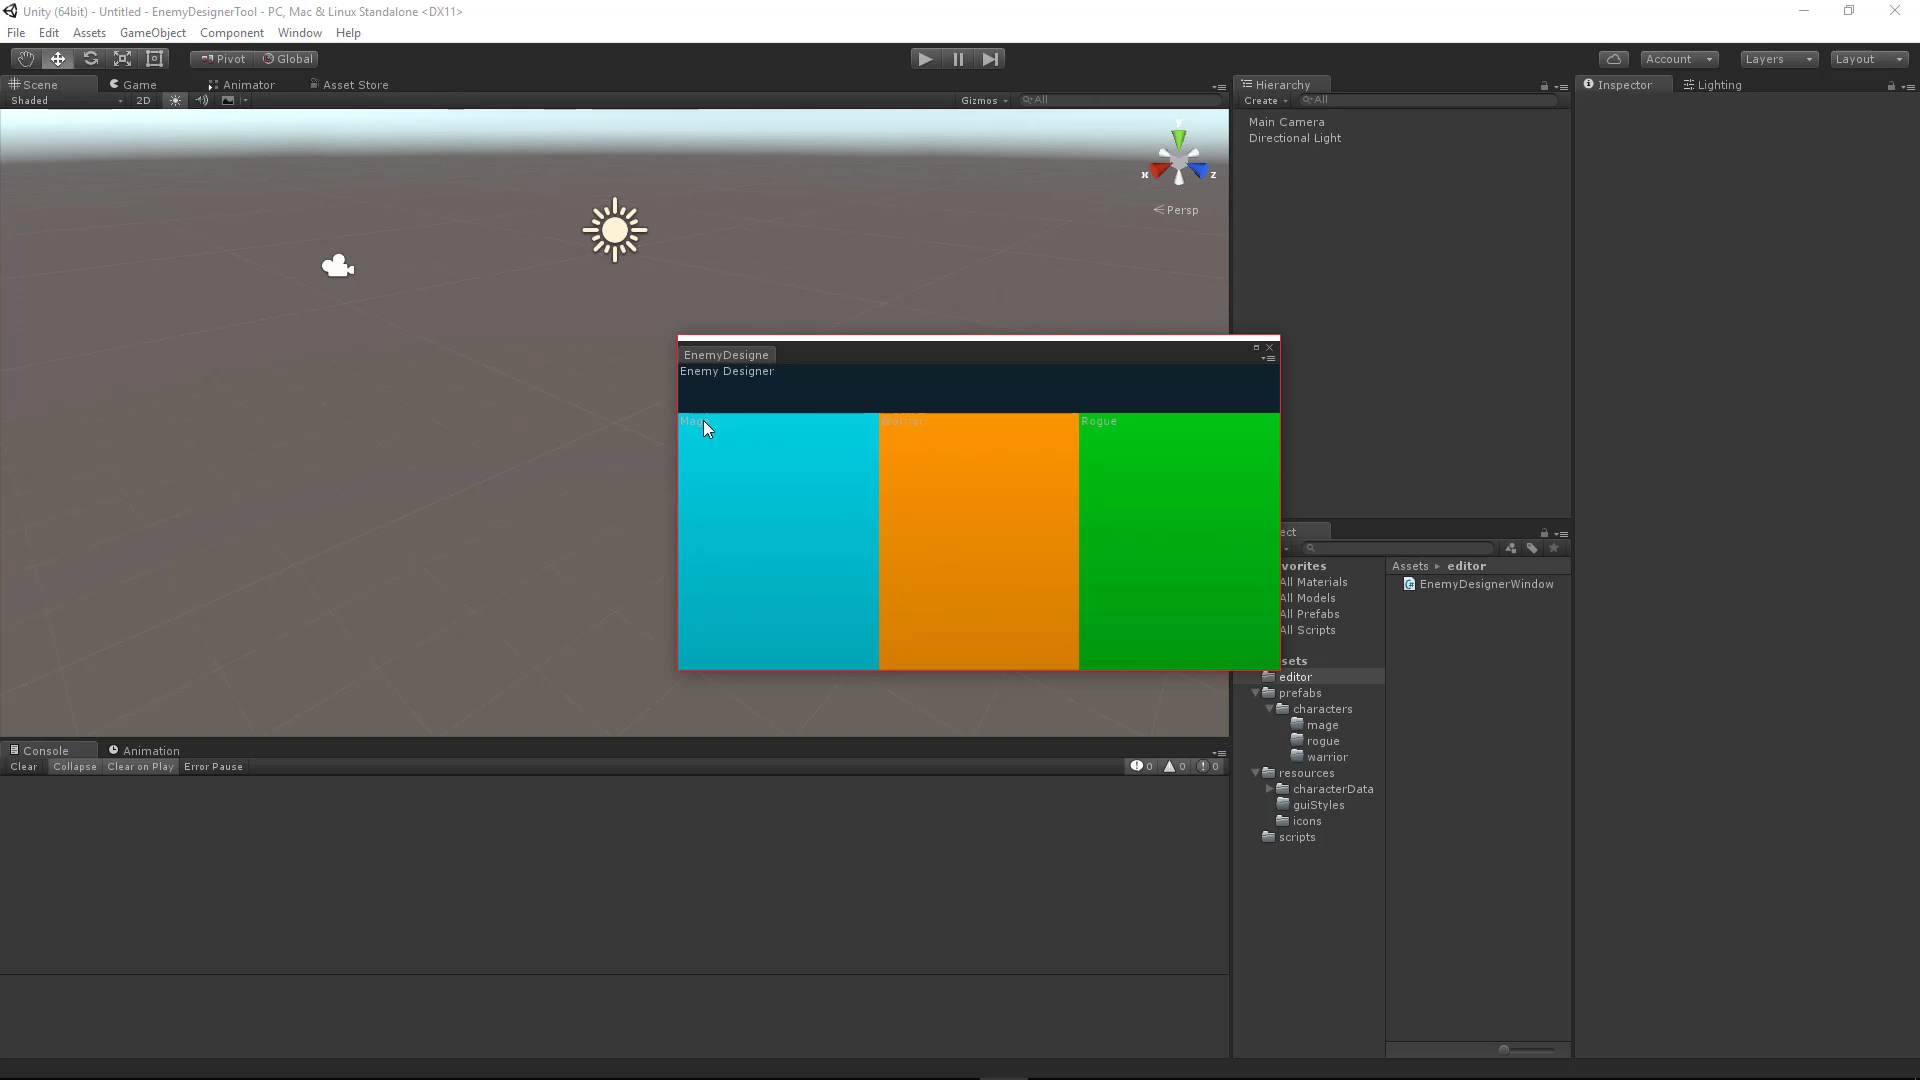 Unity (64bit) - Untitled - EnemyDesignerTool - PC, Mac & Linux Standalone <DX11>
File Edit Assets GameObject Component Window Help
Pivot Global Account Layers Layout
Scene Game Animator Asset Store
Shaded 2D Gizmos All
Hierarchy
Create All
Main Camera
Directional Light
Inspector Lighting
y
x z
Persp
EnemyDesigne
Enemy Designer
Mage Warrior Rogue
ect
vorites
All Materials
All Models
All Prefabs
All Scripts
sets
editor
prefabs
characters
mage
rogue
warrior
resources
characterData
guiStyles
icons
scripts
Assets editor
EnemyDesignerWindow
Console Animation
Clear Collapse Clear on Play Error Pause 0 0 0